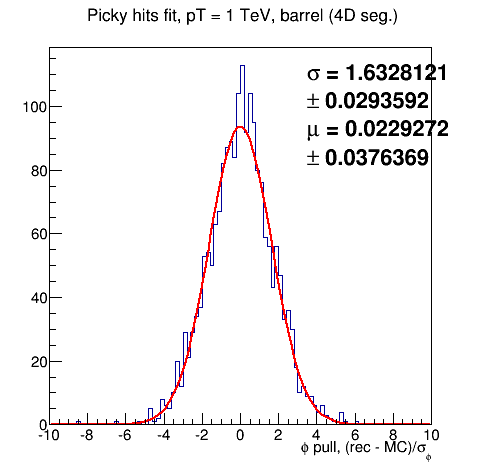 Picky hits fit, pT = 1 TeV, barrel (4D seg.)
σ = 1.6328121
± 0.0293592
μ = 0.0229272
± 0.0376369
100
80
60
40
20
0
-10 -8 -6 -4 -2 0 2 4 6 8 10
ϕ pull, (rec - MC)/σϕ